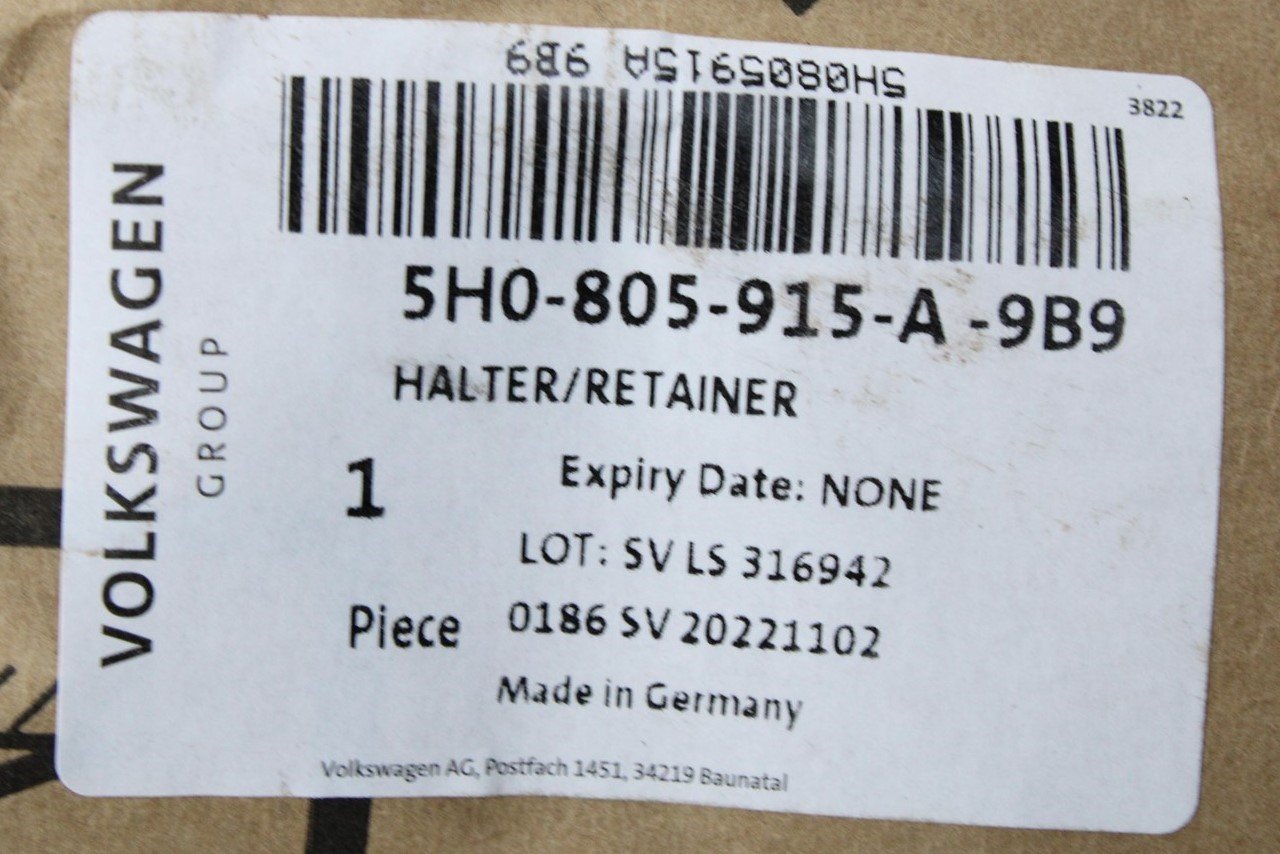 5H0805915A 9B9
3822
VOLKSWAGEN
GROUP
5H0-805-915-A -9B9
HALTER/RETAINER
1
Expiry Date: NONE
LOT: SV LS 316942
Piece
0186 SV 20221102
Made in Germany
Volkswagen AG, Postfach 1451, 34219 Baunatal